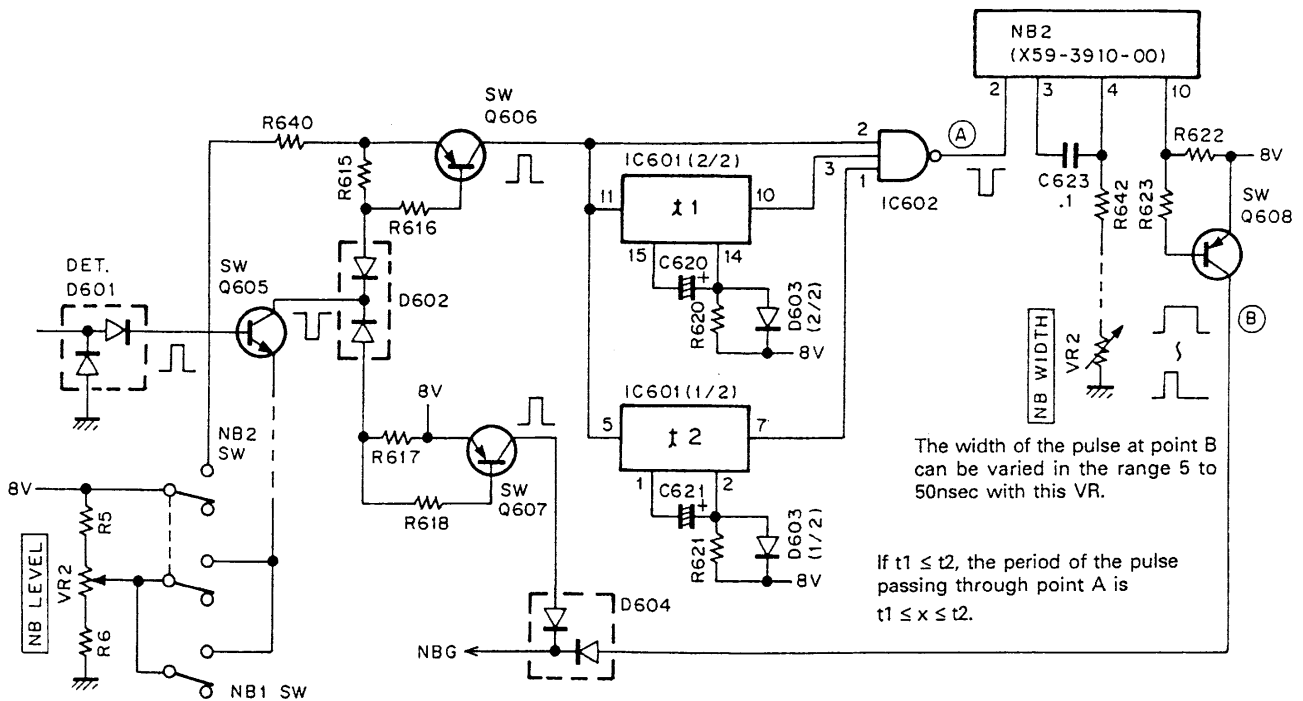 NB2
(X59-3910-00)
2
3
4
10
SW
Q606
R640
R615
R616
2
3
1
IC602
A
C623
.1
R642
R623
R622
8V
SW
Q608
IC601(2/2)
11
t1
10
15
14
C620
+
R620
D603
(2/2)
8V
DET.
D601
SW
Q605
D602
B
NB WIDTH
VR2
IC601(1/2)
5
t2
7
1
2
C621
+
R621
D603
(1/2)
8V
8V
R617
R618
SW
Q607
NB2
SW
8V
R5
NB LEVEL
VR2
R6
NB1 SW
D604
NBG
The width of the pulse at point B
can be varied in the range 5 to
50nsec with this VR.
If t1 ≤ t2, the period of the pulse
passing through point A is
t1 ≤ x ≤ t2.